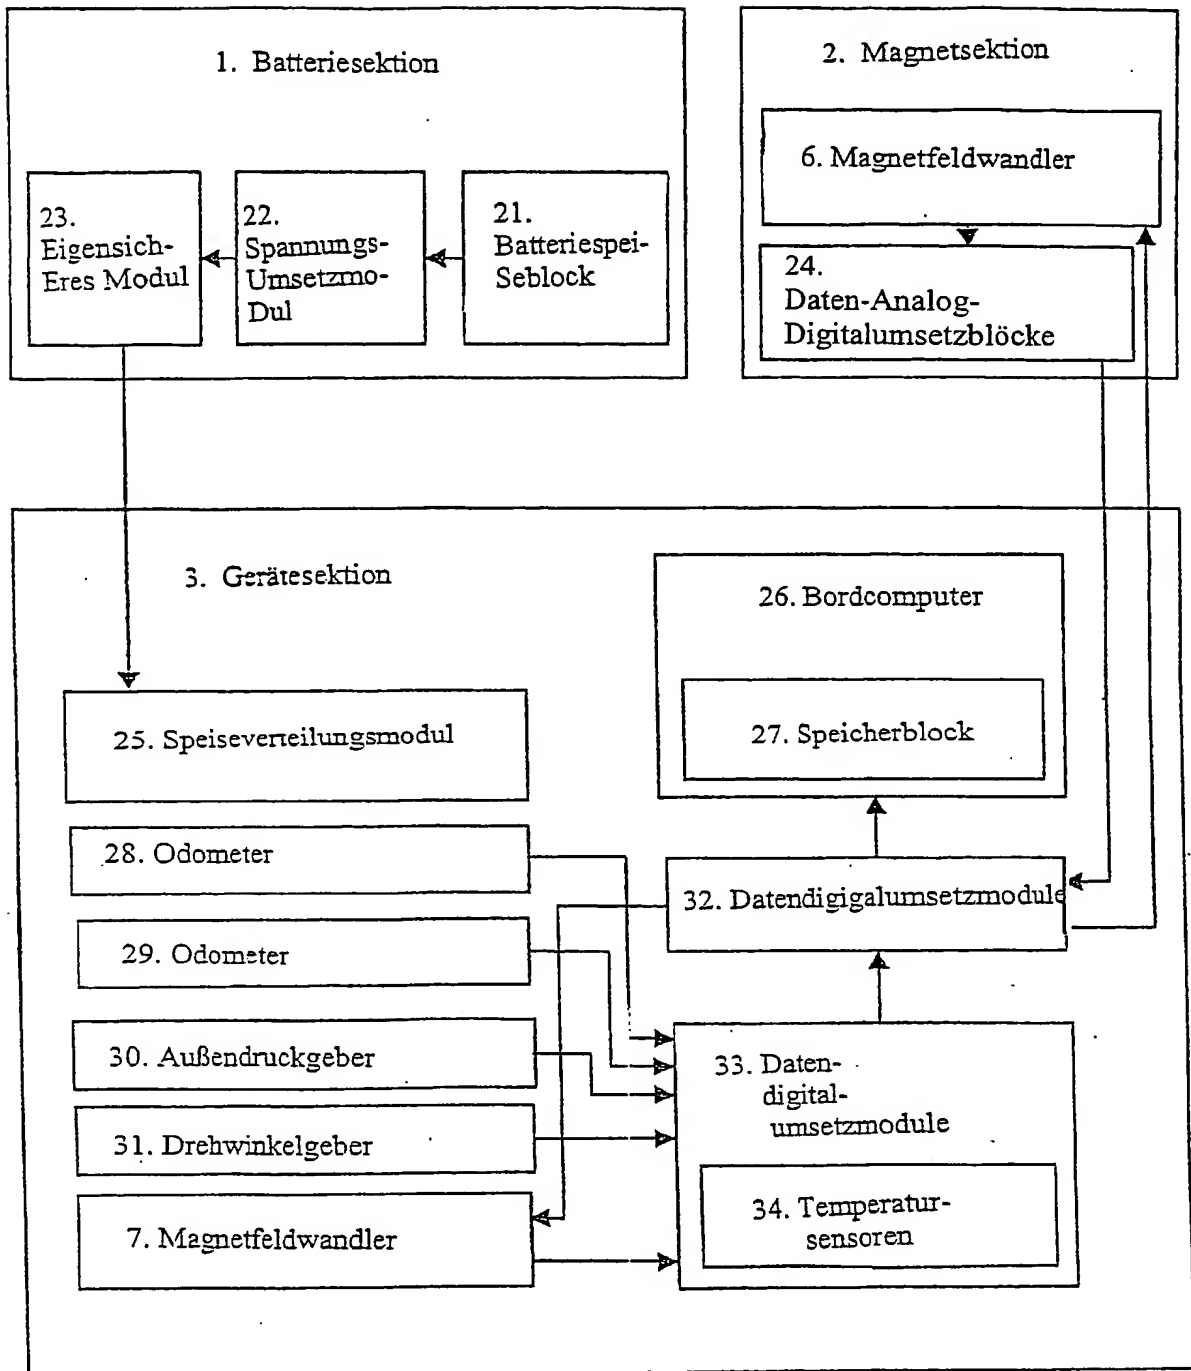 1. Batteriesektion
23.
Eigensich-
Eres Modul
22.
Spannungs-
Umsetzmo-
Dul
21.
Batteriespei-
Seblock
2. Magnetsektion
6. Magnetfeldwandler
24.
Daten-Analog-
Digitalumsetzblöcke
3. Gerätesektion
25. Speiseverteilungsmodul
28. Odometer
29. Odometer
30. Außendruckgeber
31. Drehwinkelgeber
7. Magnetfeldwandler
26. Bordcomputer
27. Speicherblock
32. Datendigigalumsetzmodule
33. Daten-
digital-
umsetzmodule
34. Temperatur-
sensoren